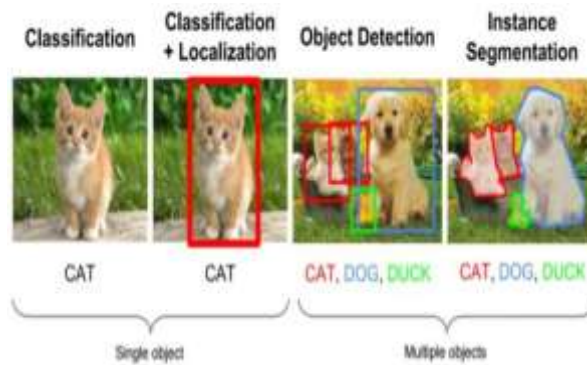 Classification
Classification
+ Localization
Object Detection
Instance
Segmentation
CAT
CAT
CAT, DOG, DUCK
CAT, DOG, DUCK
Single object
Multiple objects